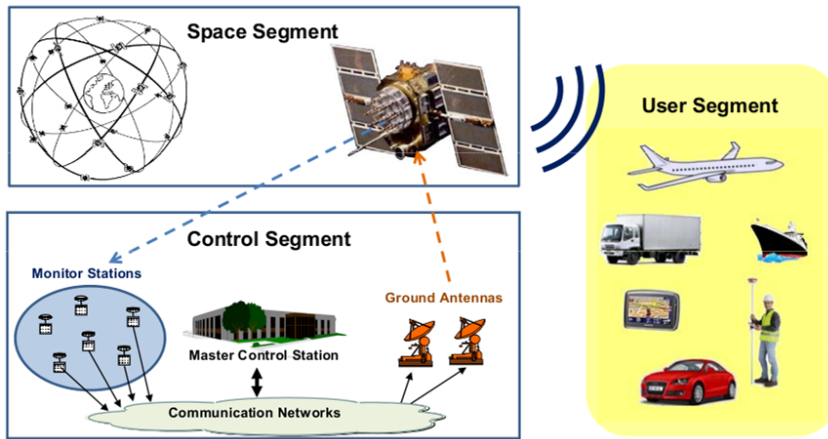 Space Segment
User Segment
Control Segment
Monitor Stations
Ground Antennas
Master Control Station
Communication Networks